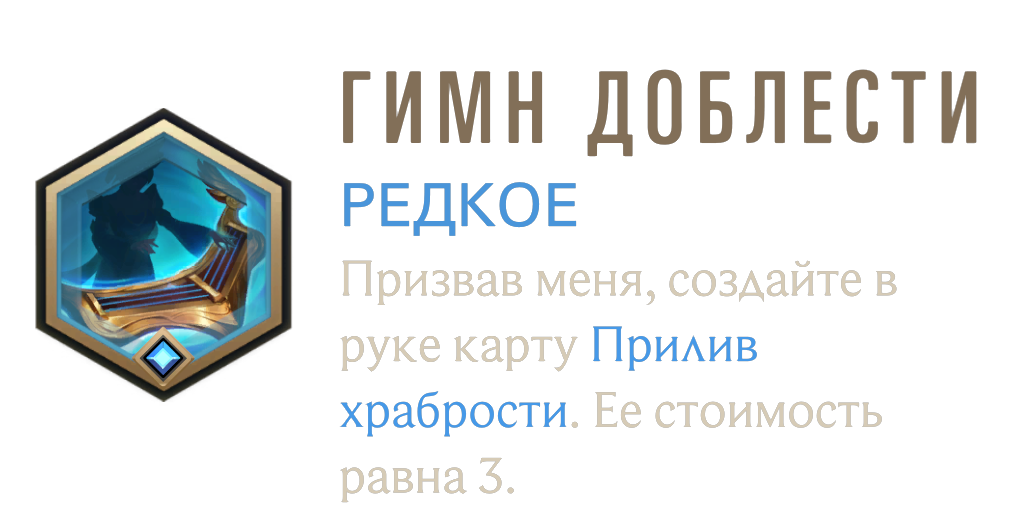 ГИМН ДОБЛЕСТИ
РЕДКОЕ
Призвав меня, создайте в
руке карту Прилив
храбрости. Ее стоимость
равна 3.